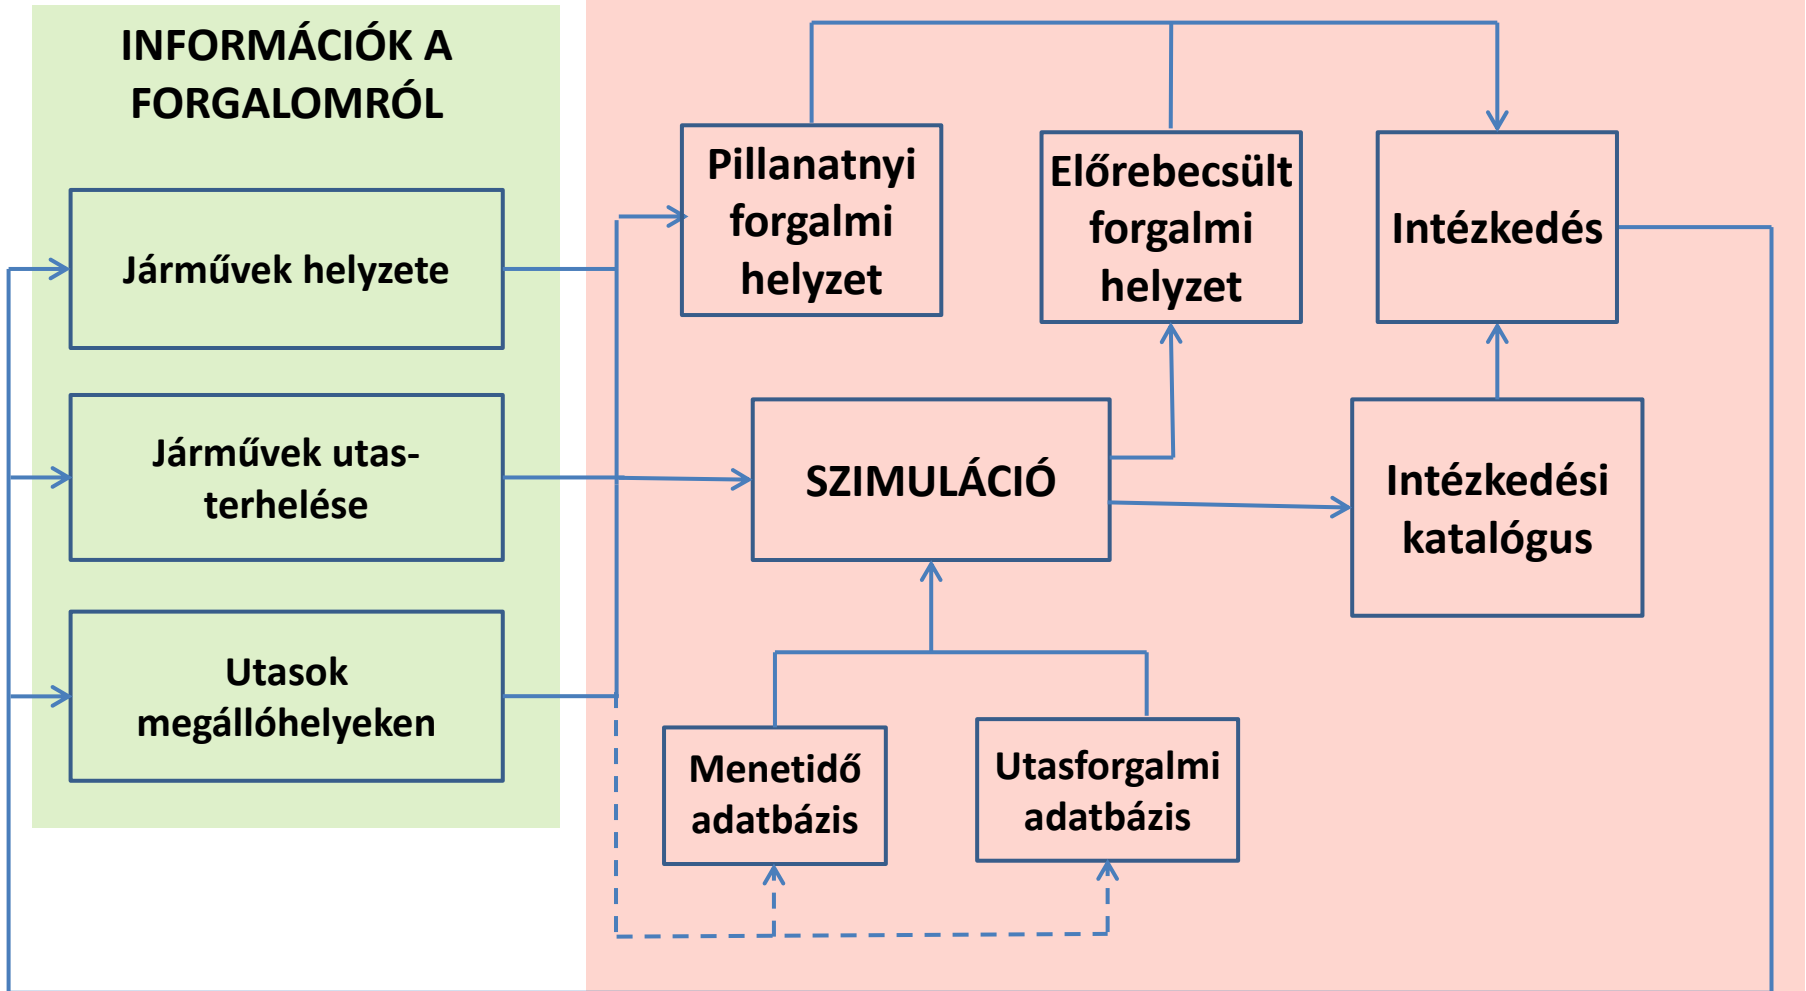 INFORMÁCIÓK A
FORGALOMRÓL
Járművek helyzete
Járművek utas-
terhelése
Utasok
megállóhelyeken
Pillanatnyi
forgalmi
helyzet
Előrebecsült
forgalmi
helyzet
Intézkedés
SZIMULÁCIÓ
Intézkedési
katalógus
Menetidő
adatbázis
Utasforgalmi
adatbázis